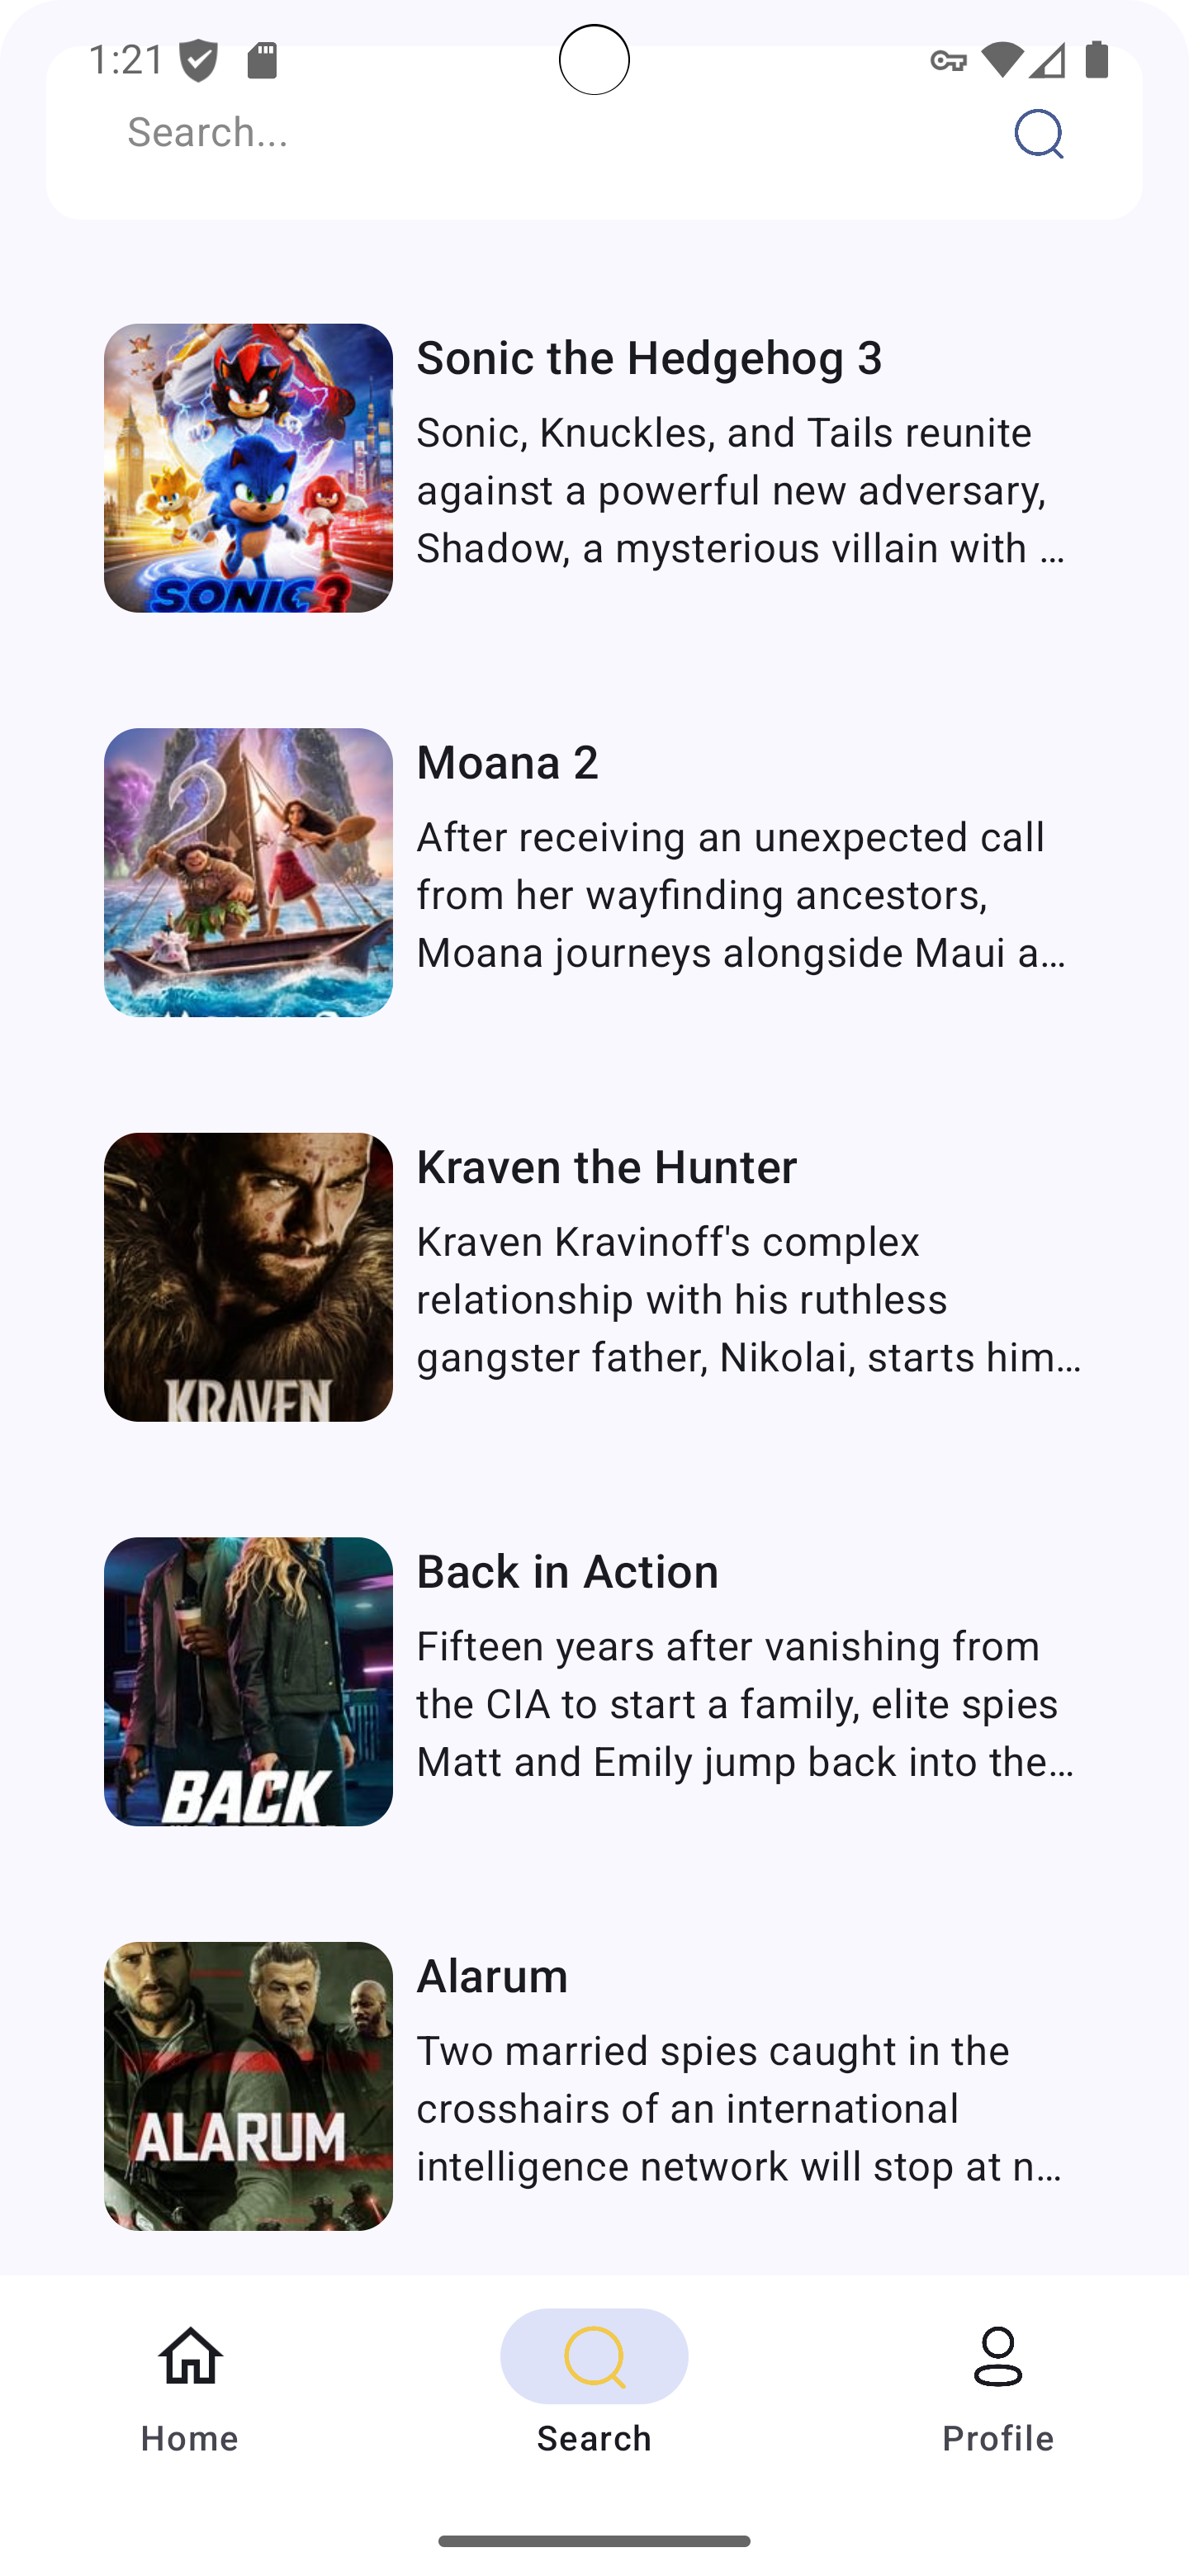 1:21
Search...
Sonic the Hedgehog 3
Sonic, Knuckles, and Tails reunite
against a powerful new adversary,
Shadow, a mysterious villain with ...
SONIC 3
Moana 2
After receiving an unexpected call
from her wayfinding ancestors,
Moana journeys alongside Maui a...
Kraven the Hunter
Kraven Kravinoff's complex
relationship with his ruthless
gangster father, Nikolai, starts him...
KRAVEN
Back in Action
Fifteen years after vanishing from
the CIA to start a family, elite spies
Matt and Emily jump back into the...
BACK
Alarum
Two married spies caught in the
crosshairs of an international
intelligence network will stop at n...
ALARUM
Home
Search
Profile